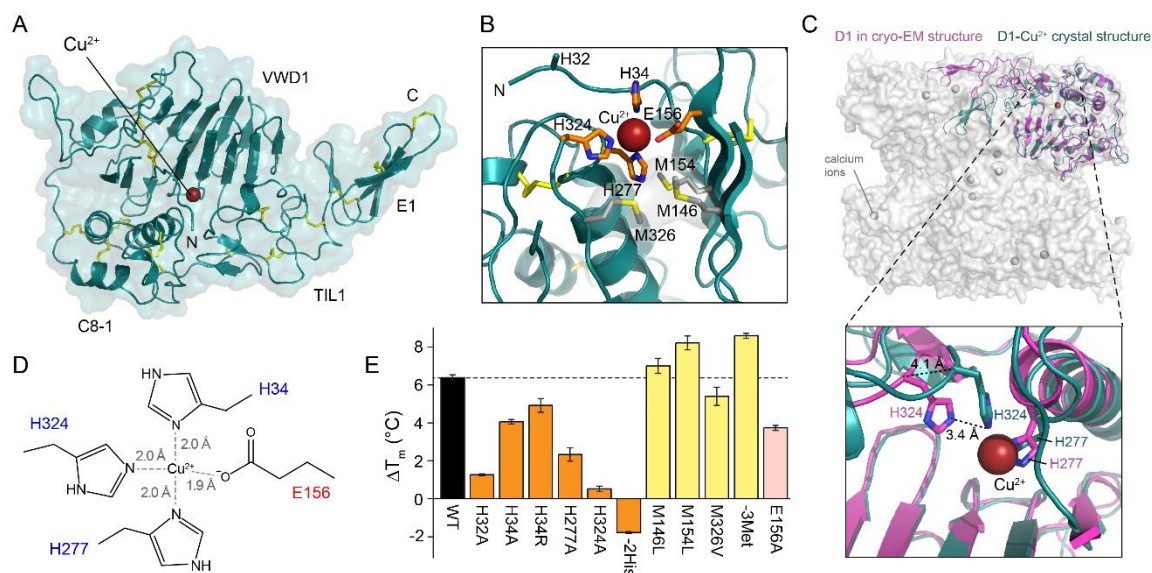 A
Cu2+
VWD1
C
N
E1
TIL1
C8-1
B
H32
N
H34
Cu2+
E156
H324
M154
H277
M146
M326
C
D1 in cryo-EM structure
D1-Cu2+ crystal structure
calcium
ions
4.1 Å
H324
H324
3.4 Å
H277
H277
Cu2+
D
HN
N
H34
H324
2.0 Å
2.0 Å
N
Cu2+
-
O
O
1.9 Å
HN
2.0 Å
E156
N
H277
NH
E
ΔTm (°C)
8
6
4
2
0
-2
WT
H32A
H34A
H34R
H277A
H324A
-2His
M146L
M154L
M326V
-3Met
E156A